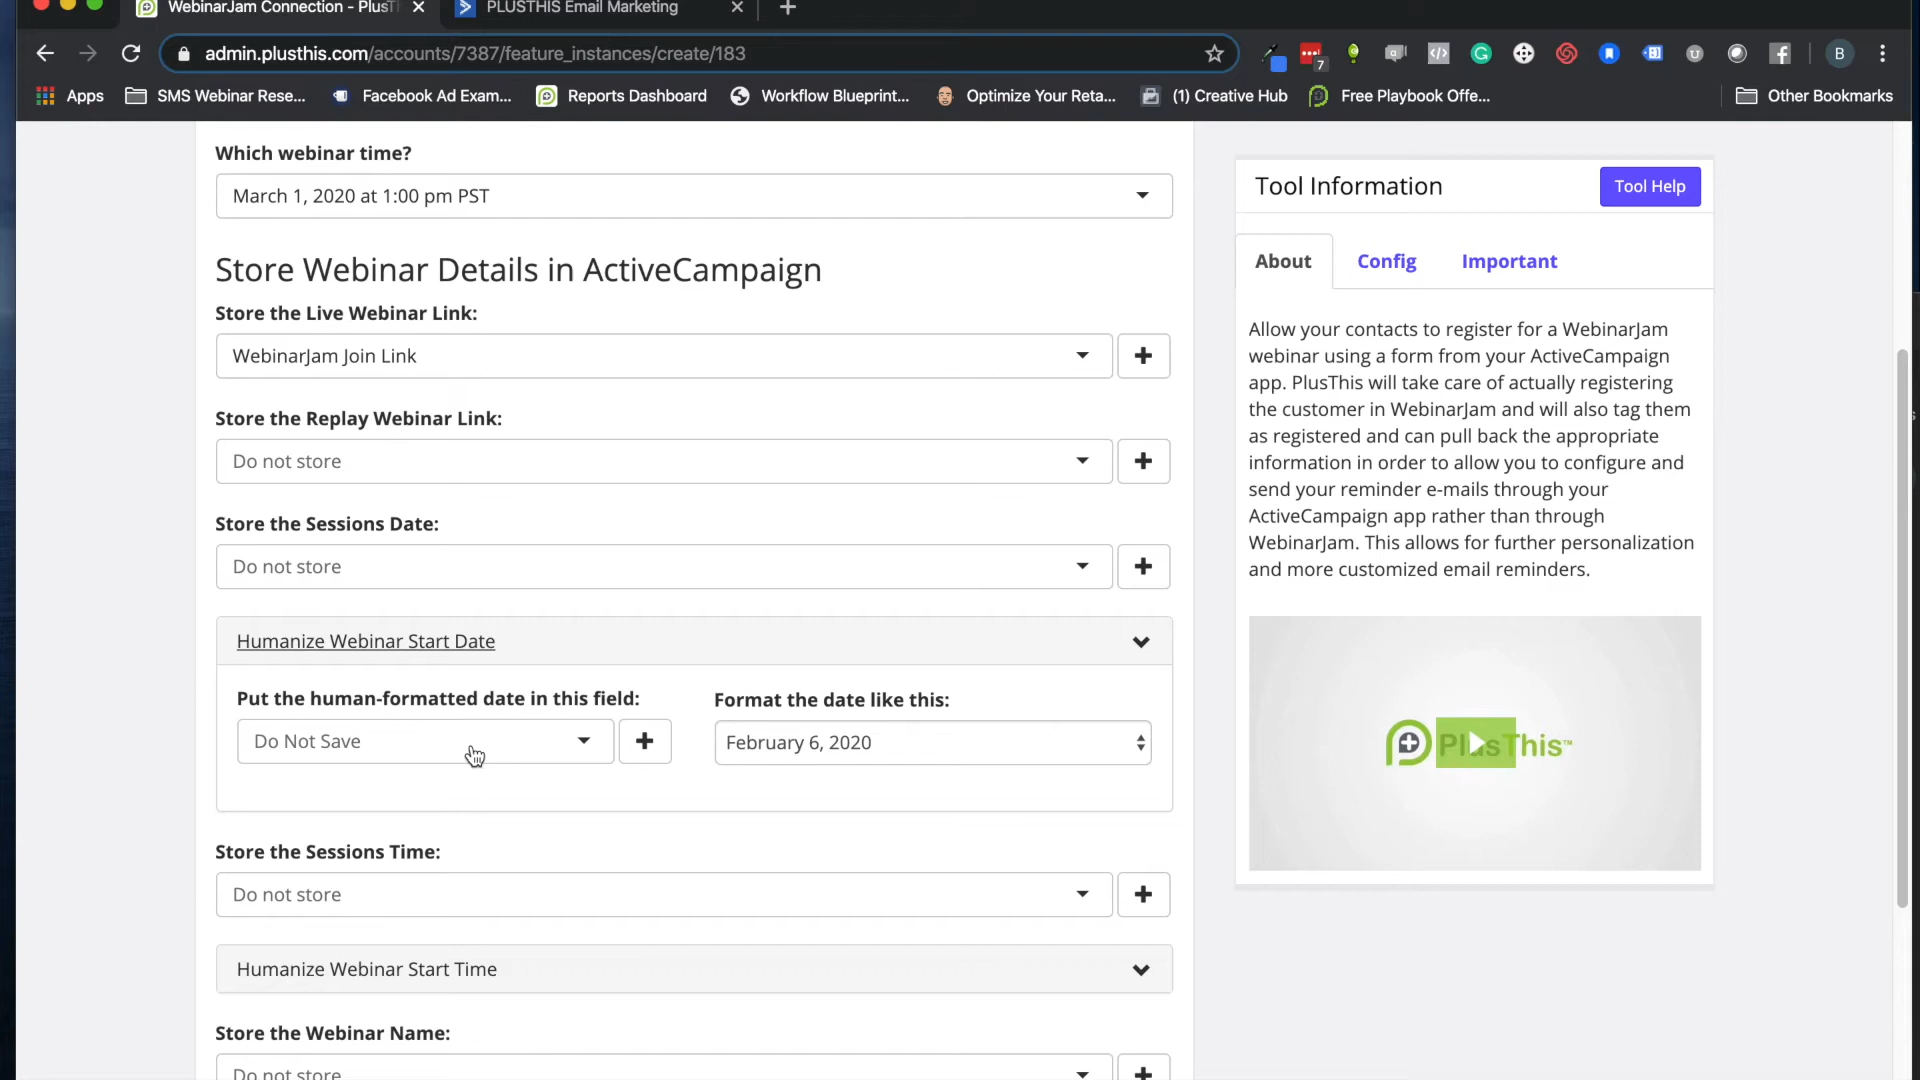 WebinarJam Connection - PlusT
PLUSTHIS Email Marketing
admin.plusthis.com/accounts/7387/feature_instances/create/183
7
B
Apps
SMS Webinar Rese...
Facebook Ad Exam...
Reports Dashboard
Workflow Blueprint...
Optimize Your Reta...
(1) Creative Hub
Free Playbook Offe...
Other Bookmarks
Which webinar time?
March 1, 2020 at 1:00 pm PST
Store Webinar Details in ActiveCampaign
Store the Live Webinar Link:
WebinarJam Join Link
Store the Replay Webinar Link:
Do not store
Store the Sessions Date:
Do not store
Humanize Webinar Start Date
Put the human-formatted date in this field:
Do Not Save
Format the date like this:
February 6, 2020
Store the Sessions Time:
Do not store
Humanize Webinar Start Time
Store the Webinar Name:
Do not store
Tool Information
Tool Help
About
Config
Important
Allow your contacts to register for a WebinarJam
webinar using a form from your ActiveCampaign
app. PlusThis will take care of actually registering
the customer in WebinarJam and will also tag them
as registered and can pull back the appropriate
information in order to allow you to configure and
send your reminder e-mails through your
ActiveCampaign app rather than through
WebinarJam. This allows for further personalization
and more customized email reminders.
PlusThis™